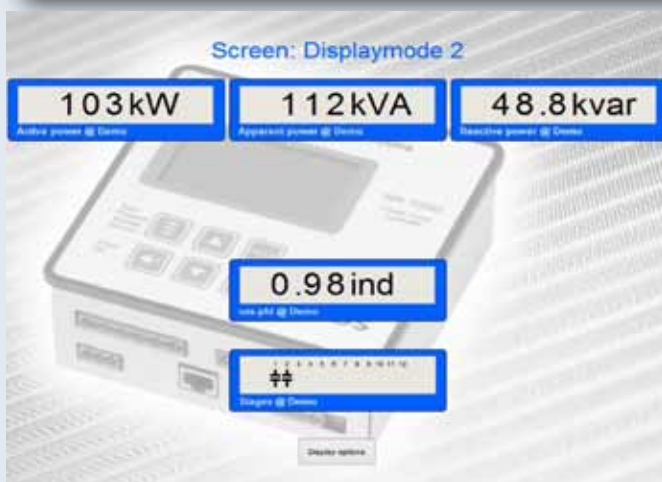 Screen: Displaymode 2
103kW
Active power @ Demo
112kVA
Apparent power @ Demo
48.8kvar
Reactive power @ Demo
0.98ind
cos phi @ Demo
1 2 3 4 5 6 7 8 9 10 11 12
Stages @ Demo
Display options